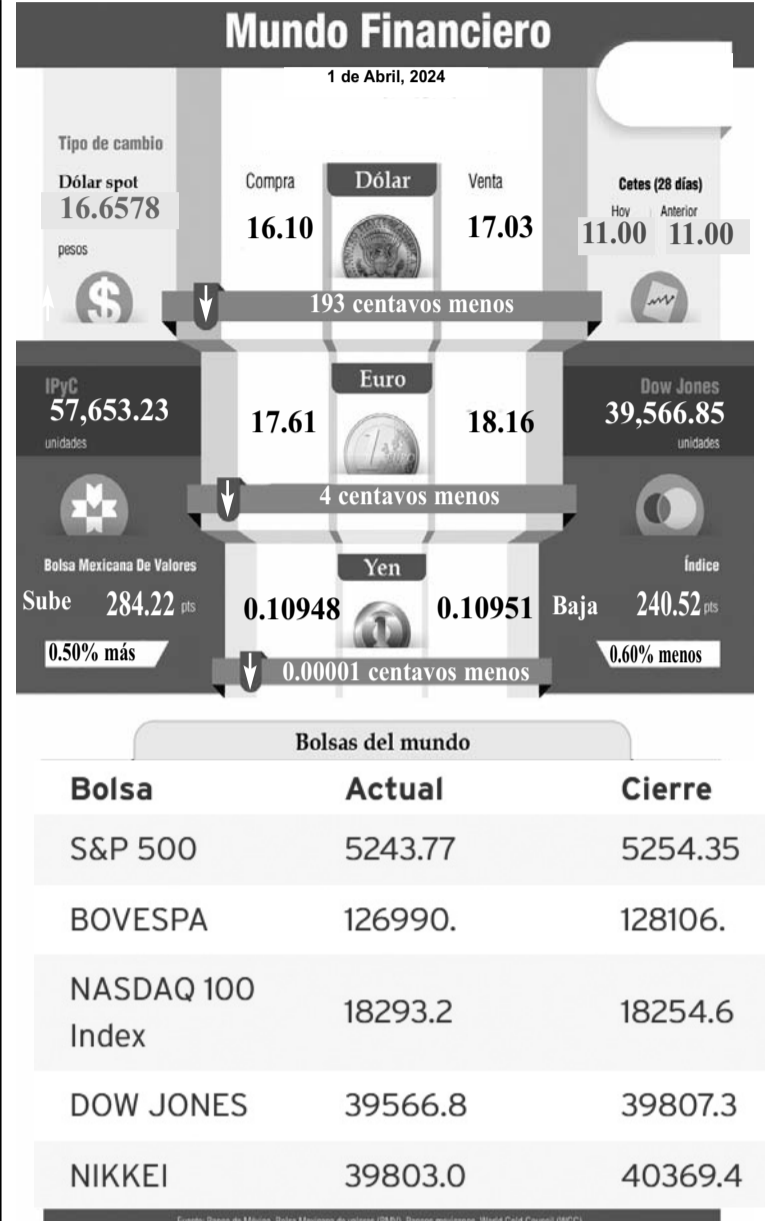 Mundo Financiero
1 de Abril, 2024
Tipo de cambio
Dólar spot
16.6578
pesos
$
Compra
16.10
Dólar
Venta
17.03
Cetes (28 días)
Hoy Anterior
11.00 11.00
193 centavos menos
IPyC
57,653.23
unidades
Euro
17.61
18.16
Dow Jones
39,566.85
unidades
4 centavos menos
Bolsa Mexicana De Valores
Sube 284.22 pts
0.50% más
Yen
0.10948
0.10951
Índice
Baja 240.52 pts
0.60% menos
0.00001 centavos menos
Bolsas del mundo
Bolsa Actual Cierre
S&P 500 5243.77 5254.35
BOVESPA 126990. 128106.
NASDAQ 100
Index 18293.2 18254.6
DOW JONES 39566.8 39807.3
NIKKEI 39803.0 40369.4